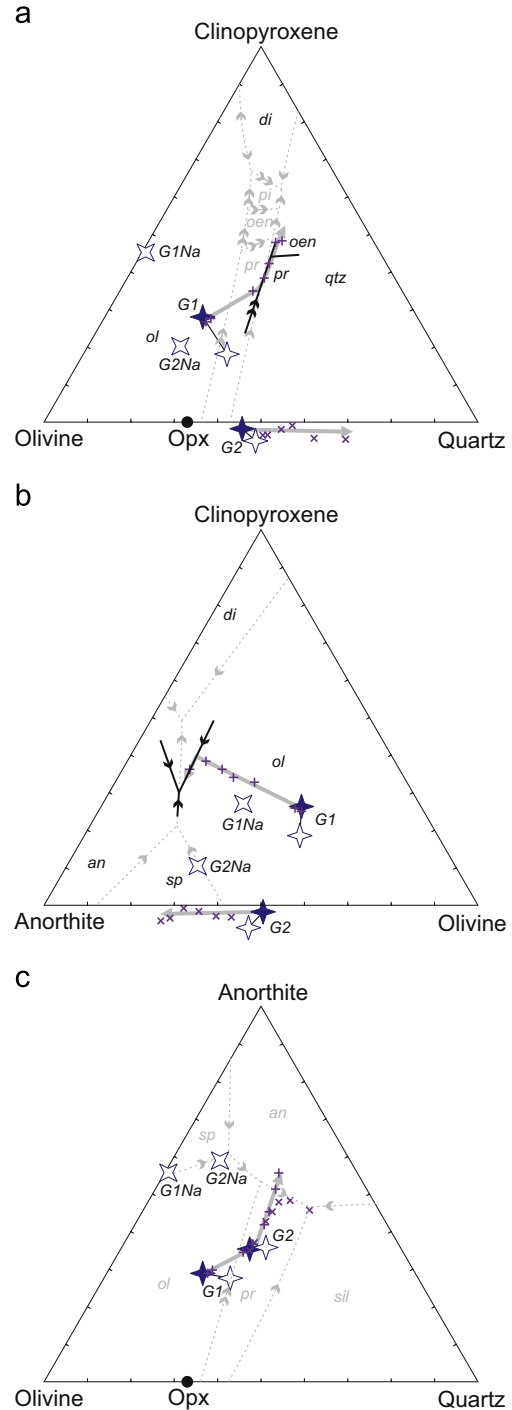 a
Clinopyroxene
di
pi
oen
oen
G1Na
pr
pr
qtz
G1
ol
G2Na
Olivine
Opx
G2
Quartz
b
Clinopyroxene
di
ol
G1Na
G1
an
sp
G2Na
Anorthite
G2
Olivine
c
Anorthite
an
sp
G1Na
G2Na
G2
ol
G1
pr
sil
Olivine
Opx
Quartz